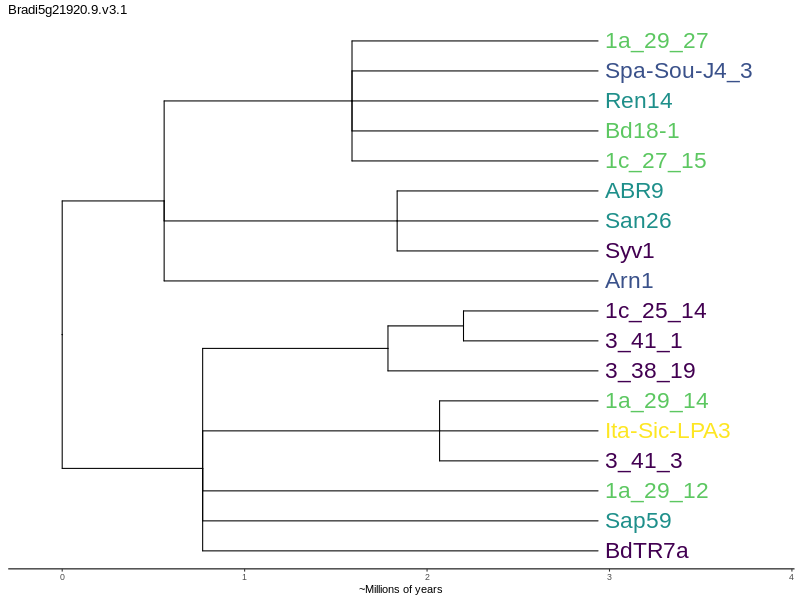 Bradi5g21920.9.v3.1
1a_29_27
Spa-Sou-J4_3
Ren14
Bd18-1
1c_27_15
ABR9
San26
Syv1
Arn1
1c_25_14
3_41_1
3_38_19
1a_29_14
Ita-Sic-LPA3
3_41_3
1a_29_12
Sap59
BdTR7a
0 1 2 3 4
~Millions of years